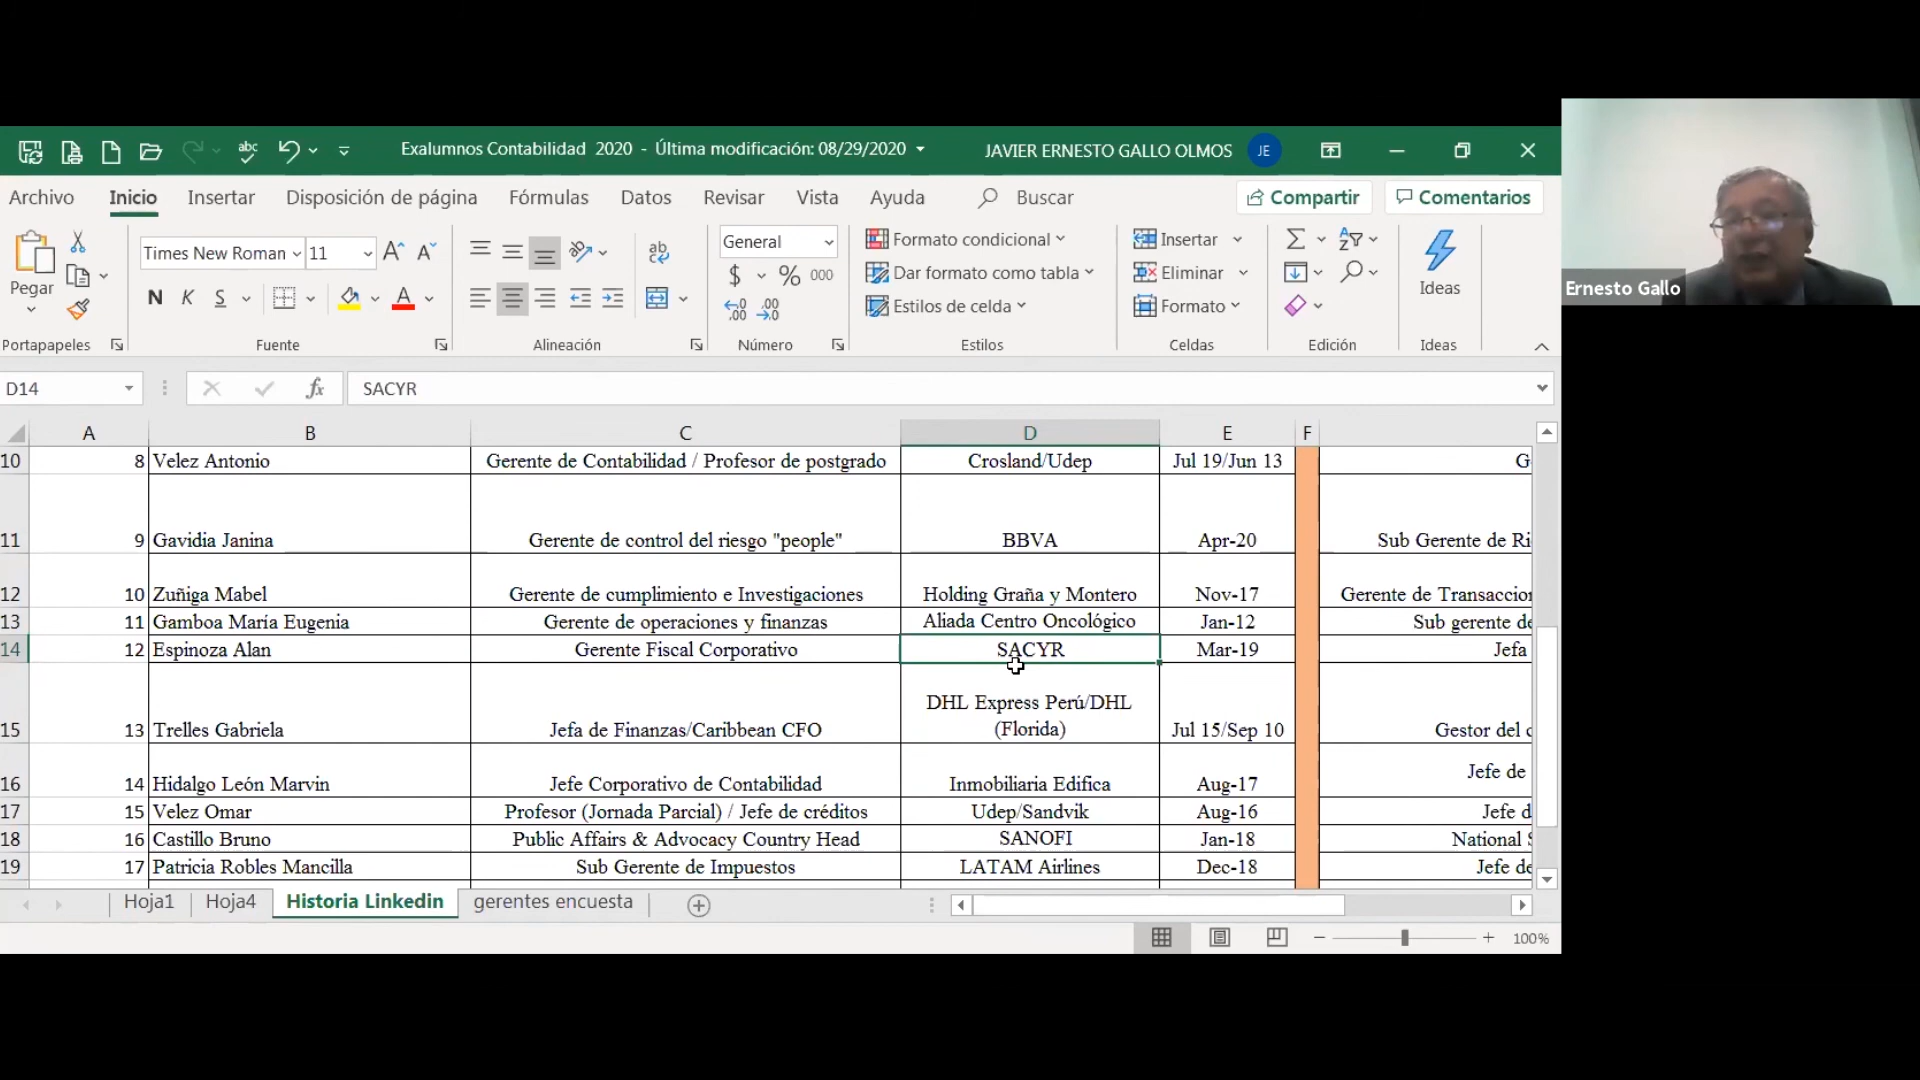 Exalumnos Contabilidad 2020 - Última modificación: 08/29/2020
JAVIER ERNESTO GALLO OLMOS
JE
Archivo Inicio Insertar Disposición de página Fórmulas Datos Revisar Vista Ayuda Buscar Compartir Comentarios
Pegar
Times New Roman 11
N K S
General
$ % 000
Formato condicional
Dar formato como tabla
Estilos de celda
Insertar
Eliminar
Formato
Ideas
Portapapeles Fuente Alineación Número Estilos Celdas Edición Ideas
D14 fx SACYR
A B C D E F
10 8 Velez Antonio Gerente de Contabilidad / Profesor de postgrado Crosland/Udep Jul 19/Jun 13 G
11 9 Gavidia Janina Gerente de control del riesgo "people" BBVA Apr-20 Sub Gerente de Ri
12 10 Zuñiga Mabel Gerente de cumplimiento e Investigaciones Holding Graña y Montero Nov-17 Gerente de Transaccion
13 11 Gamboa María Eugenia Gerente de operaciones y finanzas Aliada Centro Oncológico Jan-12 Sub gerente de
14 12 Espinoza Alan Gerente Fiscal Corporativo SACYR Mar-19 Jefa
DHL Express Perú/DHL
15 13 Trelles Gabriela Jefa de Finanzas/Caribbean CFO (Florida) Jul 15/Sep 10 Gestor del c
16 14 Hidalgo León Marvin Jefe Corporativo de Contabilidad Inmobiliaria Edifica Aug-17 Jefe de
17 15 Velez Omar Profesor (Jornada Parcial) / Jefe de créditos Udep/Sandvik Aug-16 Jefe d
18 16 Castillo Bruno Public Affairs & Advocacy Country Head SANOFI Jan-18 National S
19 17 Patricia Robles Mancilla Sub Gerente de Impuestos LATAM Airlines Dec-18 Jefe de
Hoja1 Hoja4 Historia Linkedin gerentes encuesta
100%
Ernesto Gallo